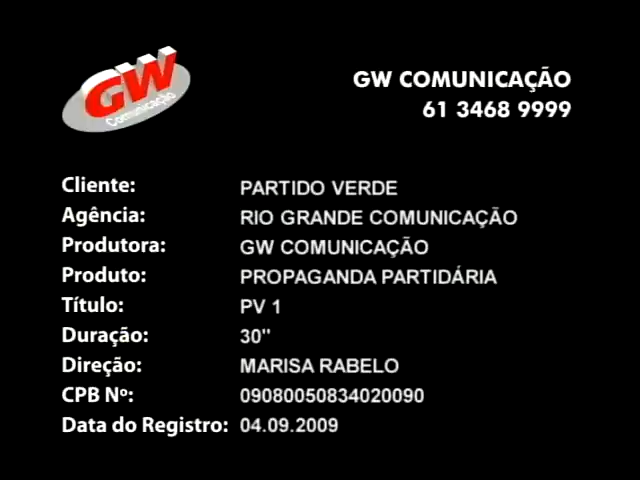 GW
Comunicação
GW COMUNICAÇÃO
61 3468 9999
Cliente: PARTIDO VERDE
Agência: RIO GRANDE COMUNICAÇÃO
Produtora: GW COMUNICAÇÃO
Produto: PROPAGANDA PARTIDÁRIA
Título: PV 1
Duração: 30"
Direção: MARISA RABELO
CPB Nº: 09080050834020090
Data do Registro: 04.09.2009